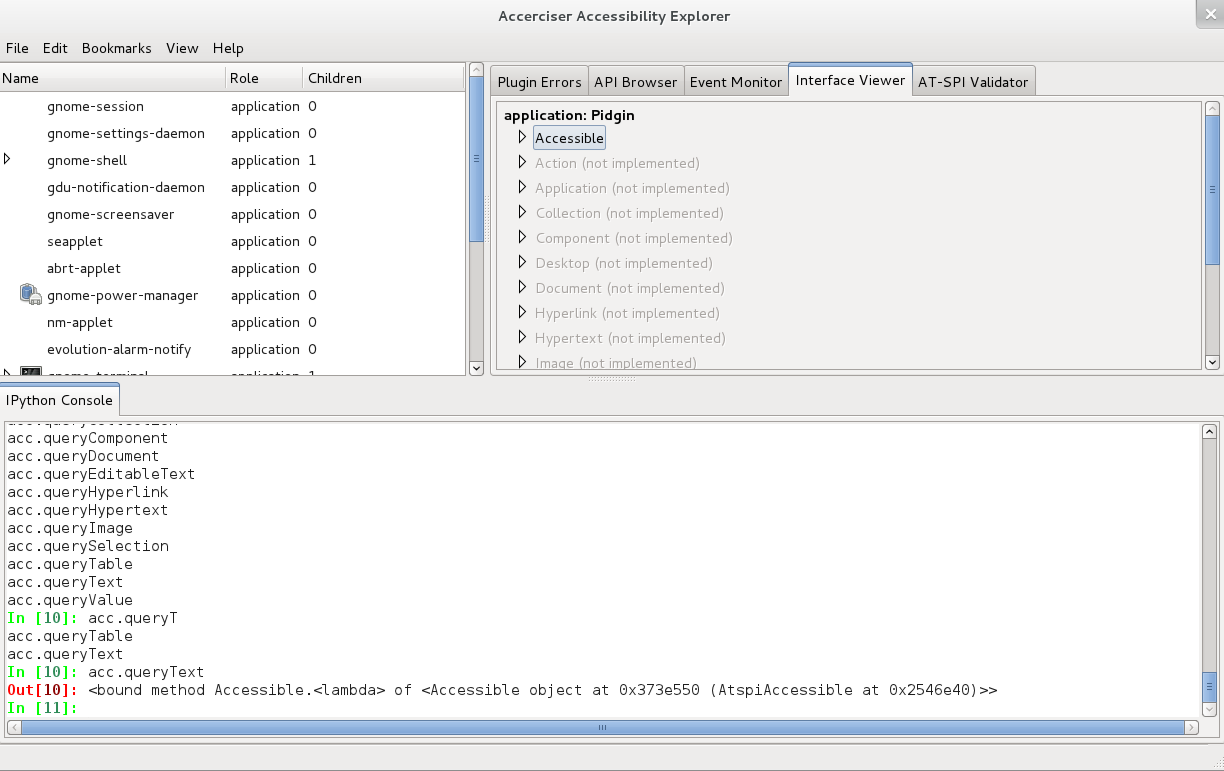 Accerciser Accessibility Explorer
File Edit Bookmarks View Help
Name Role Children
gnome-session application 0
gnome-settings-daemon application 0
gnome-shell application 1
gdu-notification-daemon application 0
gnome-screensaver application 0
seapplet application 0
abrt-applet application 0
gnome-power-manager application 0
nm-applet application 0
evolution-alarm-notify application 0
gnome-terminal application 1
Plugin Errors API Browser Event Monitor Interface Viewer AT-SPI Validator
application: Pidgin
Accessible
Action (not implemented)
Application (not implemented)
Collection (not implemented)
Component (not implemented)
Desktop (not implemented)
Document (not implemented)
Hyperlink (not implemented)
Hypertext (not implemented)
Image (not implemented)
IPython Console
acc.queryCollection
acc.queryComponent
acc.queryDocument
acc.queryEditableText
acc.queryHyperlink
acc.queryHypertext
acc.queryImage
acc.querySelection
acc.queryTable
acc.queryText
acc.queryValue
In [10]: acc.queryT
acc.queryTable
acc.queryText
In [10]: acc.queryText
Out[10]: <bound method Accessible.<lambda> of <Accessible object at 0x373e550 (AtspiAccessible at 0x2546e40)>>
In [11]: